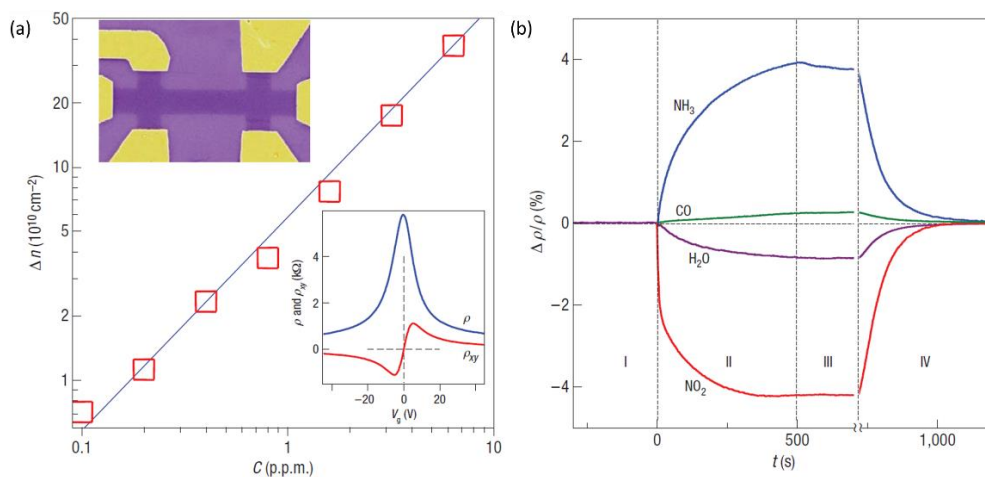 (a)
50
20
10
5
2
1
Δn (10¹⁰ cm⁻²)
0.1
1
10
C (p.p.m.)
ρ and ρxy (kΩ)
4
2
0
ρ
ρxy
−20
0
20
Vg (V)
(b)
4
2
0
−2
−4
Δρ/ρ (%)
NH₃
CO
H₂O
NO₂
I
II
III
IV
0
500
1,000
t (s)